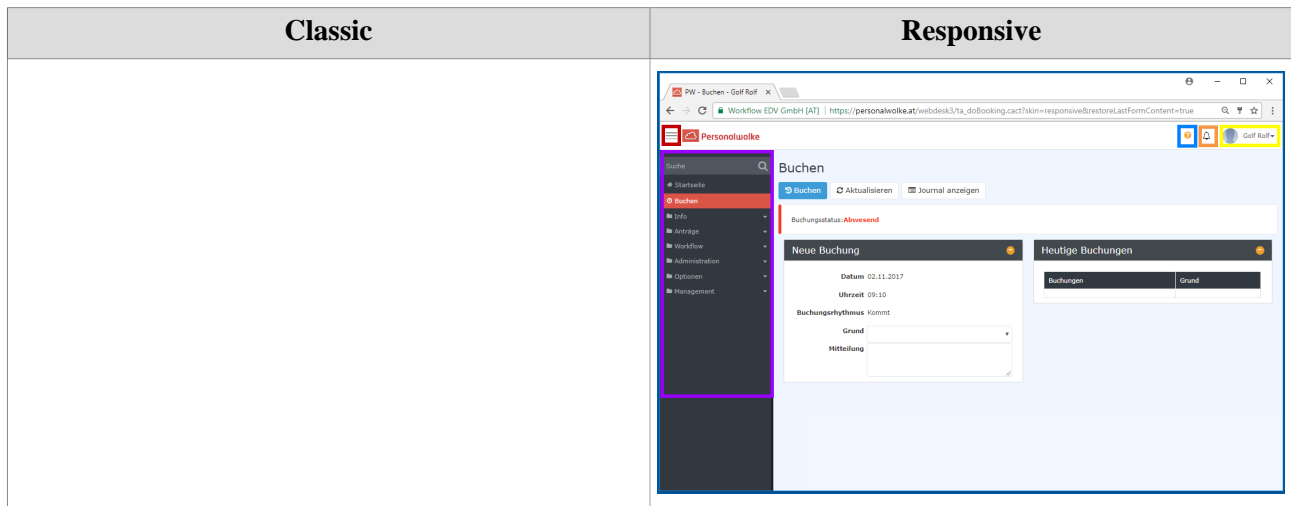 Classic
Responsive
PW - Buchen - Golf Rolf
Workflow EDV GmbH [AT] https://personalwolke.at/webdesk3/ta_doBooking.cact?skin=responsive&restoreLastFormContent=true
Personalwolke
Golf Rolf
Suche
Startseite
Buchen
Info
Anträge
Workflow
Administration
Optionen
Management
Buchen
Buchen Aktualisieren Journal anzeigen
Buchungsstatus:Abwesend
Neue Buchung
Datum 02.11.2017
Uhrzeit 09:10
Buchungsrhythmus Kommt
Grund
Mitteilung
Heutige Buchungen
Buchungen Grund